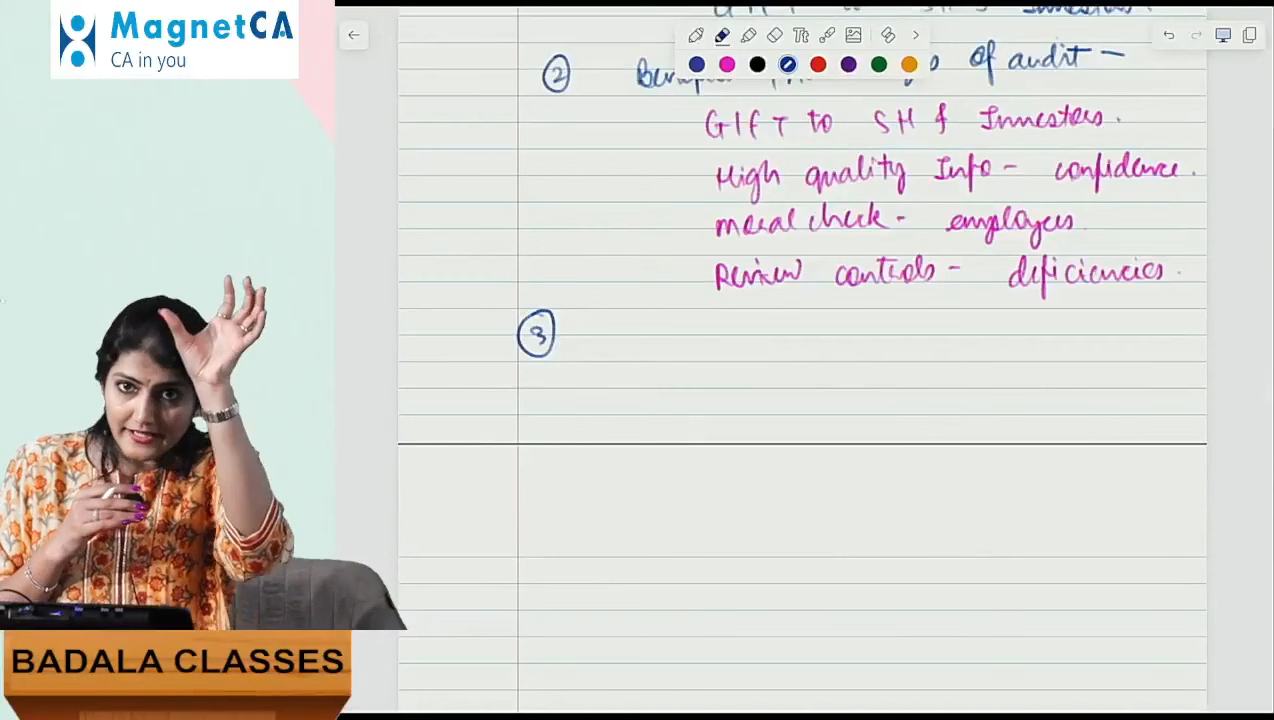 MagnetCA
CA in you
② of audit -
GIFT to SH & Investors.
High quality Info - confidence.
Moral check - employees
Review controls - deficiencies.
③
BADALA CLASSES